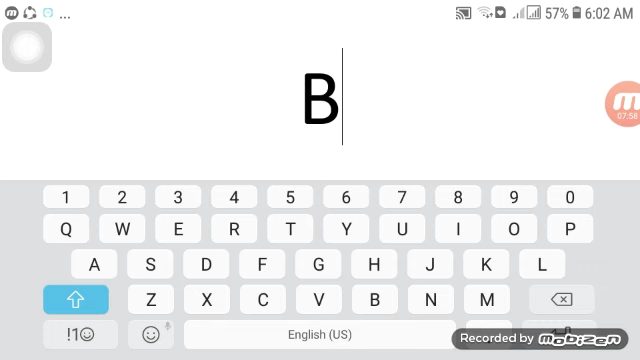 ... 57% 6:02 AM
B
07:58
1 2 3 4 5 6 7 8 9 0
Q W E R T Y U I O P
A S D F G H J K L
Z X C V B N M
!1☺ English (US)
Recorded by mobizen